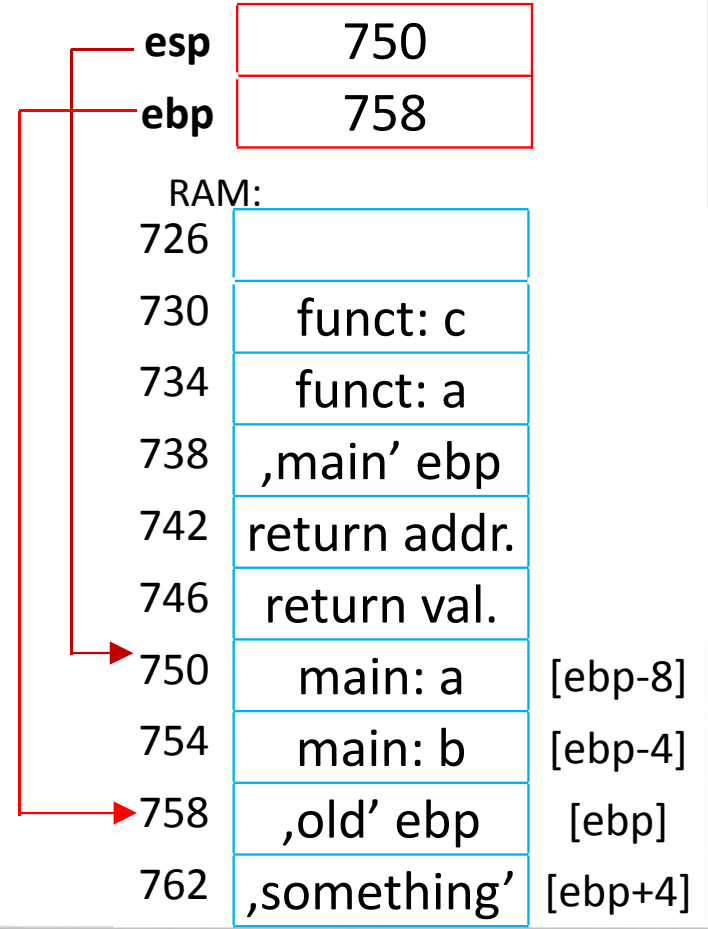 esp 750
ebp 758
RAM:
726
730 funct: c
734 funct: a
738 ‚main’ ebp
742 return addr.
746 return val.
750 main: a [ebp-8]
754 main: b [ebp-4]
758 ‚old’ ebp [ebp]
762 ‚something’ [ebp+4]